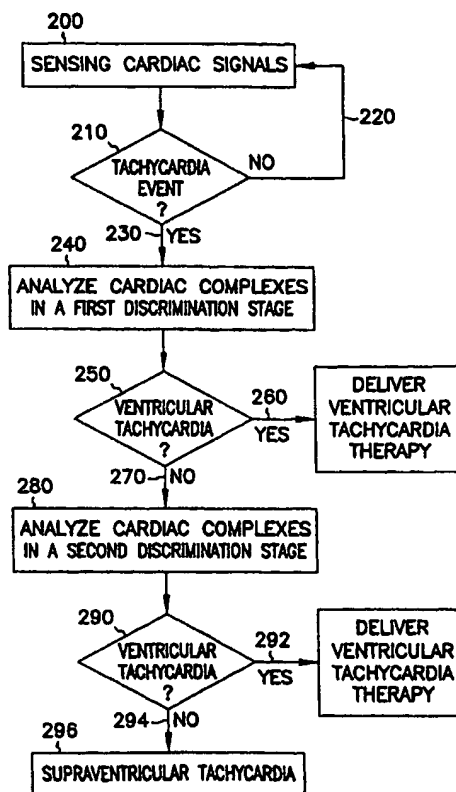 200
SENSING CARDIAC SIGNALS
220
210
TACHYCARDIA
EVENT
?
NO
230 YES
240
ANALYZE CARDIAC COMPLEXES
IN A FIRST DISCRIMINATION STAGE
250
VENTRICULAR
TACHYCARDIA
?
260
YES
DELIVER
VENTRICULAR
TACHYCARDIA
THERAPY
270 NO
280
ANALYZE CARDIAC COMPLEXES
IN A SECOND DISCRIMINATION STAGE
290
VENTRICULAR
TACHYCARDIA
?
292
YES
DELIVER
VENTRICULAR
TACHYCARDIA
THERAPY
294 NO
296
SUPRAVENTRICULAR TACHYCARDIA